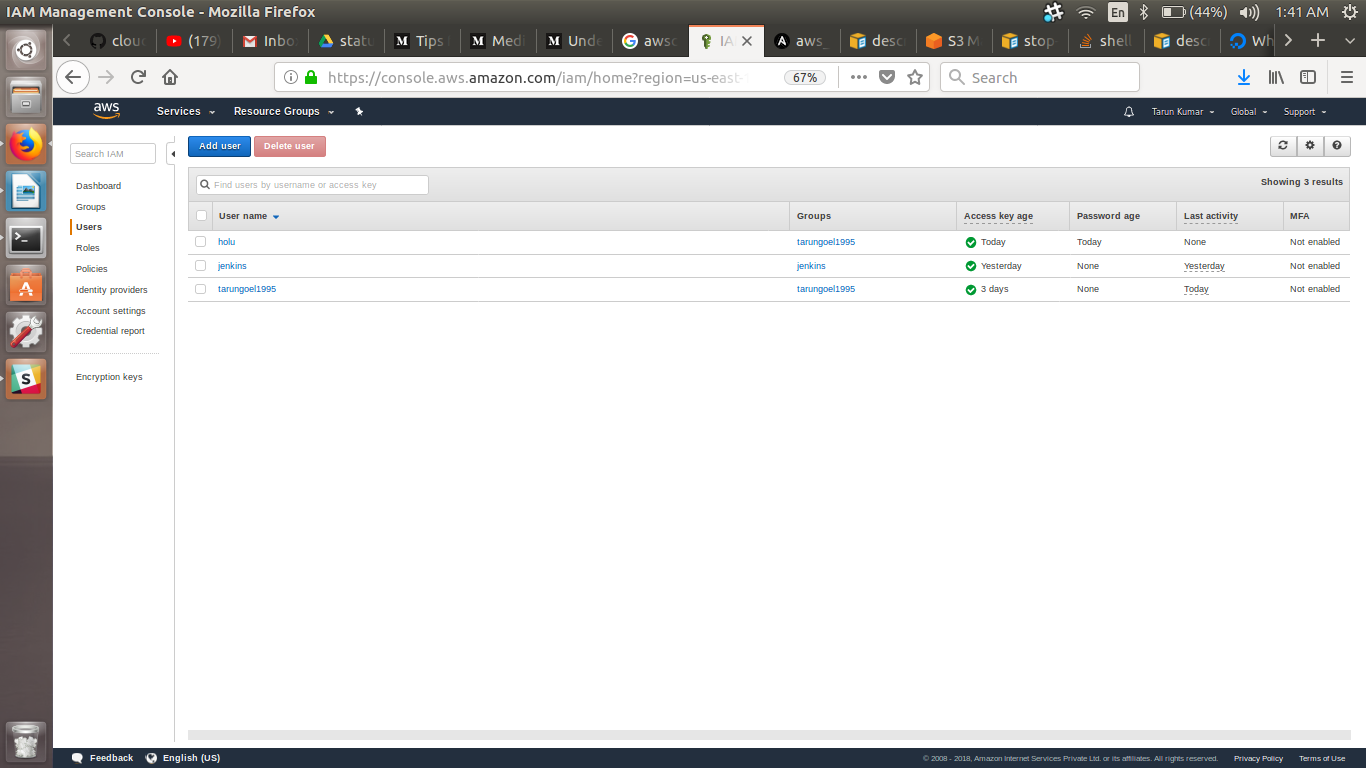 IAM Management Console - Mozilla Firefox
En (44%) 1:41 AM
clou (179) Inbo statu Tips Medi Unde awsc IA aws_ descr S3 M stop shell descr Wh
https://console.aws.amazon.com/iam/home?region=us-east- 67% Search
aws Services Resource Groups Tarun Kumar Global Support
Search IAM
Dashboard
Groups
Users
Roles
Policies
Identity providers
Account settings
Credential report
Encryption keys
Add user Delete user
Find users by username or access key Showing 3 results
User name Groups Access key age Password age Last activity MFA
holu tarungoel1995 Today Today None Not enabled
jenkins jenkins Yesterday None Yesterday Not enabled
tarungoel1995 tarungoel1995 3 days None Today Not enabled
Feedback English (US) © 2008 - 2018, Amazon Internet Services Private Ltd. or its affiliates. All rights reserved. Privacy Policy Terms of Use